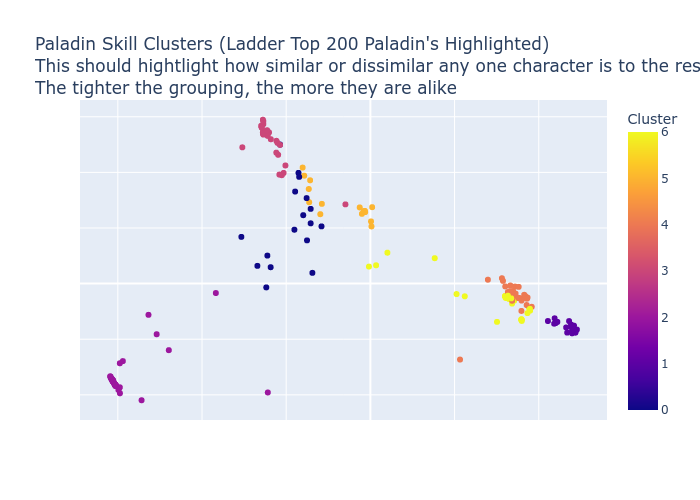 Paladin Skill Clusters (Ladder Top 200 Paladin's Highlighted)
This should hightlight how similar or dissimilar any one character is to the res
The tighter the grouping, the more they are alike
Cluster
6
5
4
3
2
1
0